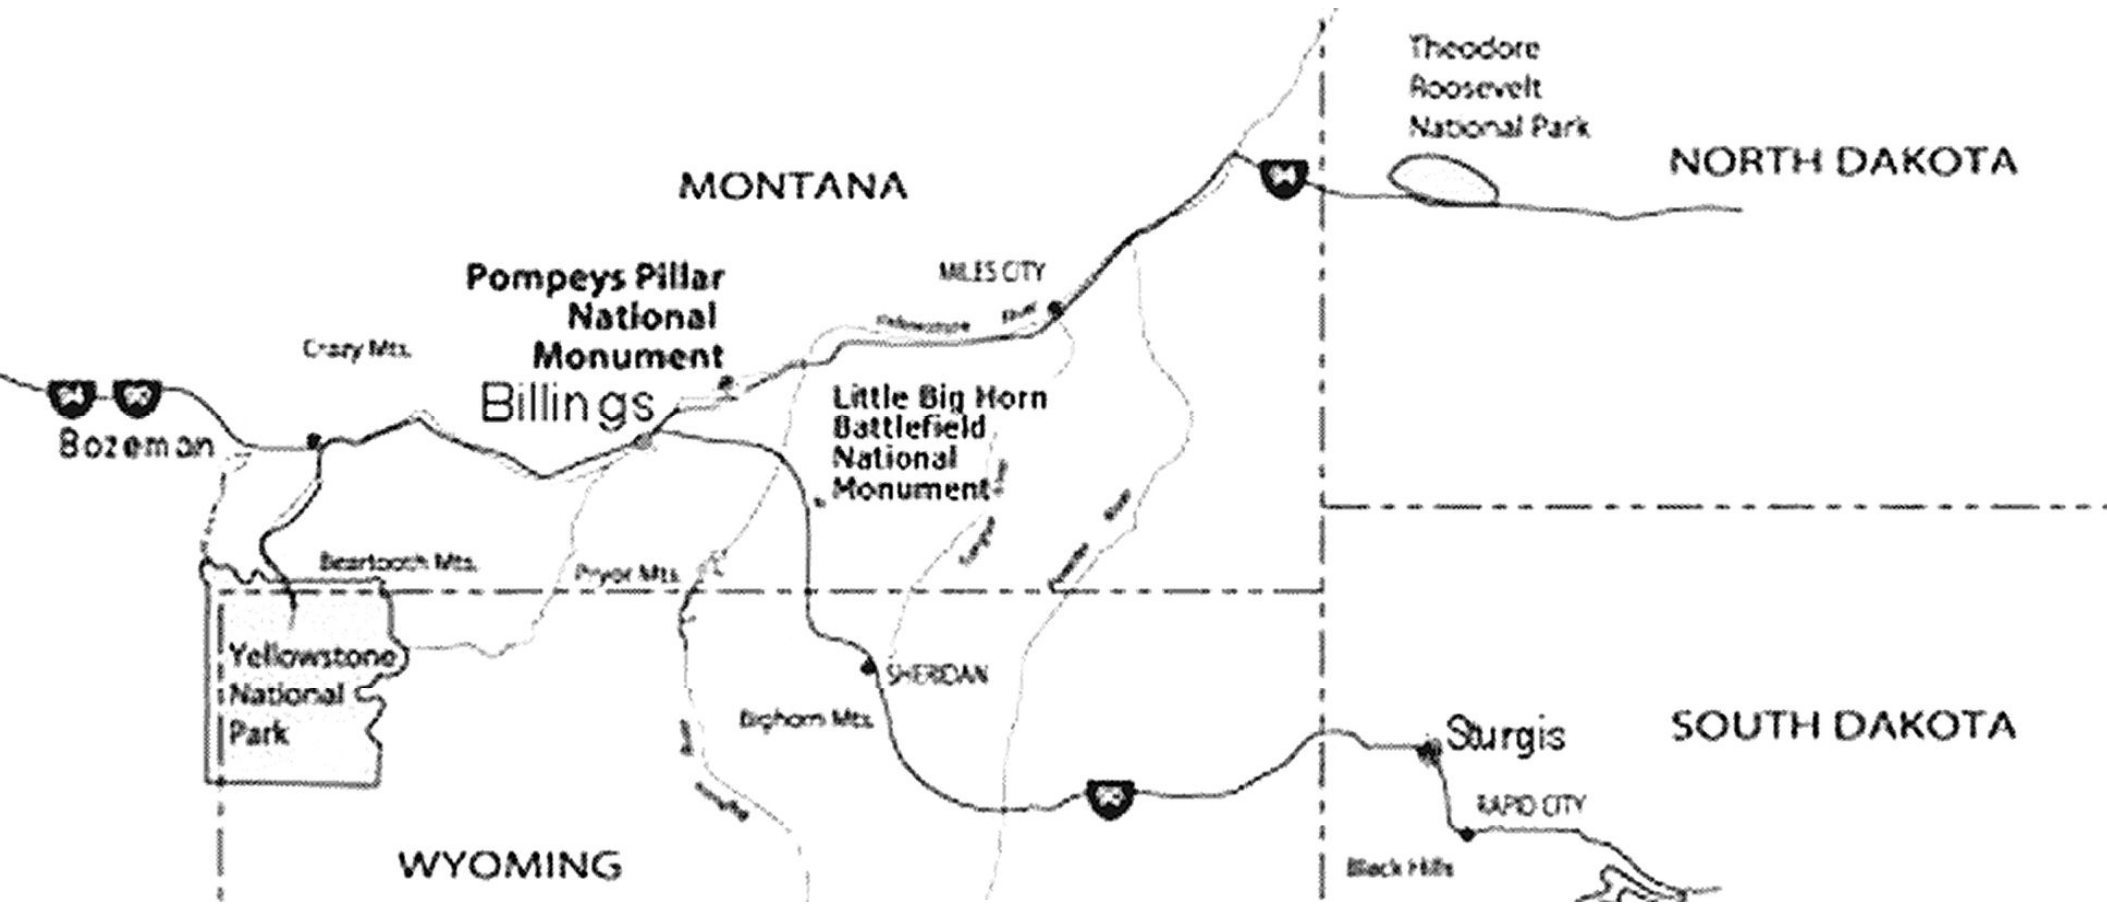 Theodore
Roosevelt
National Park
NORTH DAKOTA
MONTANA
Pompeys Pillar
National
Monument
MILES CITY
Yellowstone River
Crazy Mts.
Billings
Little Big Horn
Battlefield
National
Monument
Bozeman
Beartooth Mts.
Pryor Mts.
Yellowstone
National
Park
SHERIDAN
Bighorn Mts.
Sturgis
SOUTH DAKOTA
RAPID CITY
Black Hills
WYOMING